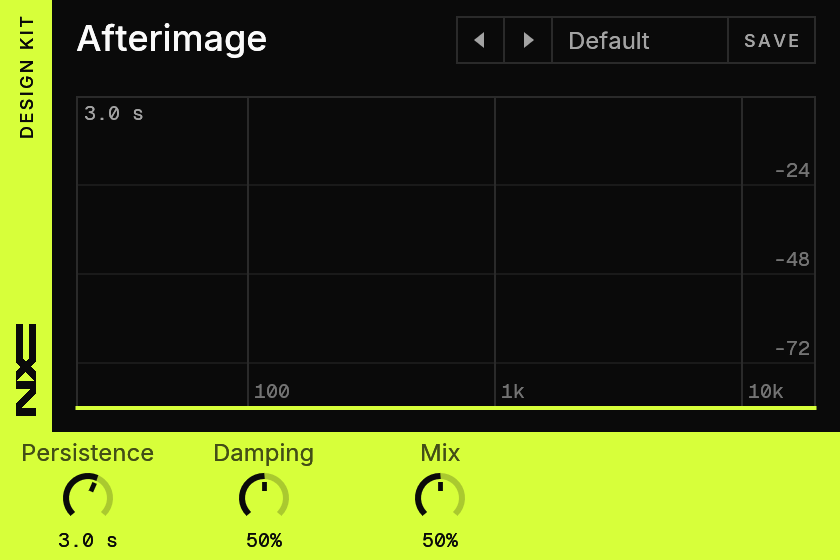 DESIGN KIT
NXE
Afterimage
Default
SAVE
3.0 s
-24
-48
-72
100 1k 10k
Persistence Damping Mix
3.0 s 50% 50%